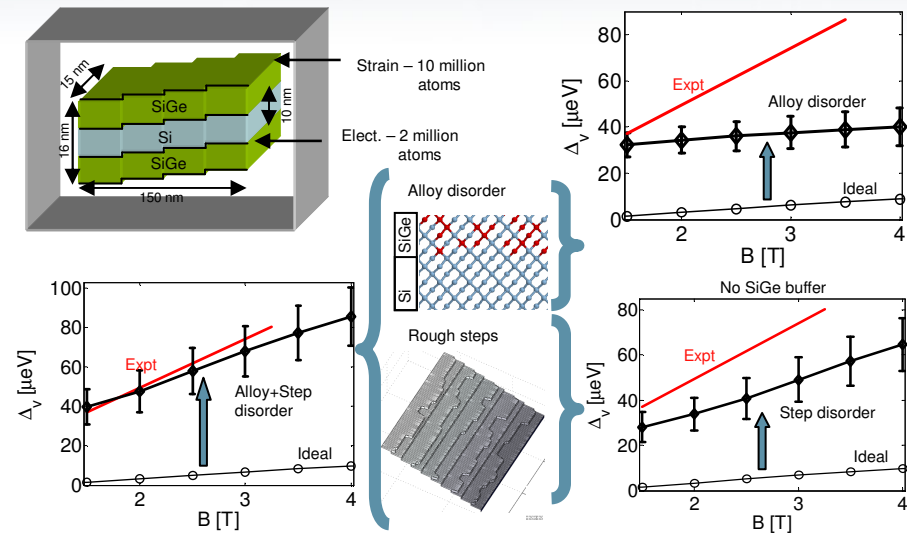 15 nm
16 nm
SiGe
Si
SiGe
10 nm
150 nm
Strain – 10 million
atoms
Elect. – 2 million
atoms
Alloy disorder
SiGe
Si
Rough steps
Δv [µeV]
80
60
40
20
0
Expt
Alloy disorder
Ideal
2
3
4
B [T]
Δv [µeV]
100
80
60
40
20
0
Expt
Alloy+Step
disorder
Ideal
2
3
4
B [T]
No SiGe buffer
Δv [µeV]
80
60
40
20
0
Expt
Step disorder
Ideal
2
3
4
B [T]